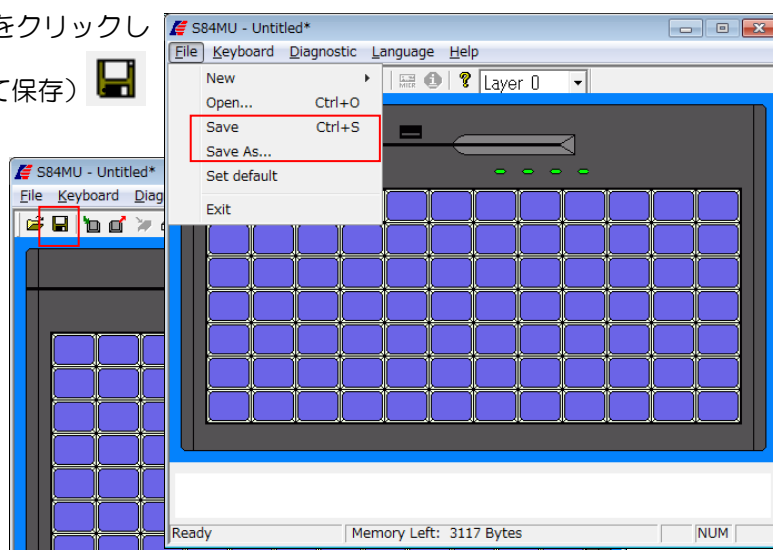 をクリックし
て保存)
S84MU - Untitled*
File Keyboard Diagnostic Language Help
New
Open... Ctrl+O
Save Ctrl+S
Save As...
Set default
Exit
Layer 0
Ready Memory Left: 3117 Bytes NUM
S84MU - Untitled*
File Keyboard Diag